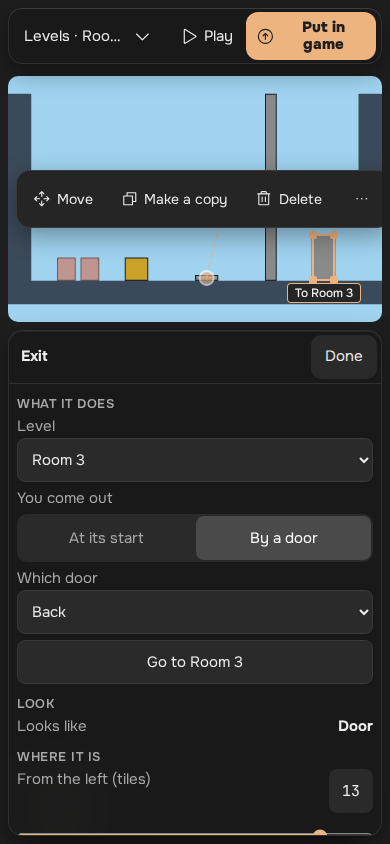 Levels · Roo...
Play
Put in
game
Move
Make a copy
Delete
...
To Room 3
Exit
Done
WHAT IT DOES
Level
Room 3
You come out
At its start
By a door
Which door
Back
Go to Room 3
LOOK
Looks like
Door
WHERE IT IS
From the left (tiles)
13